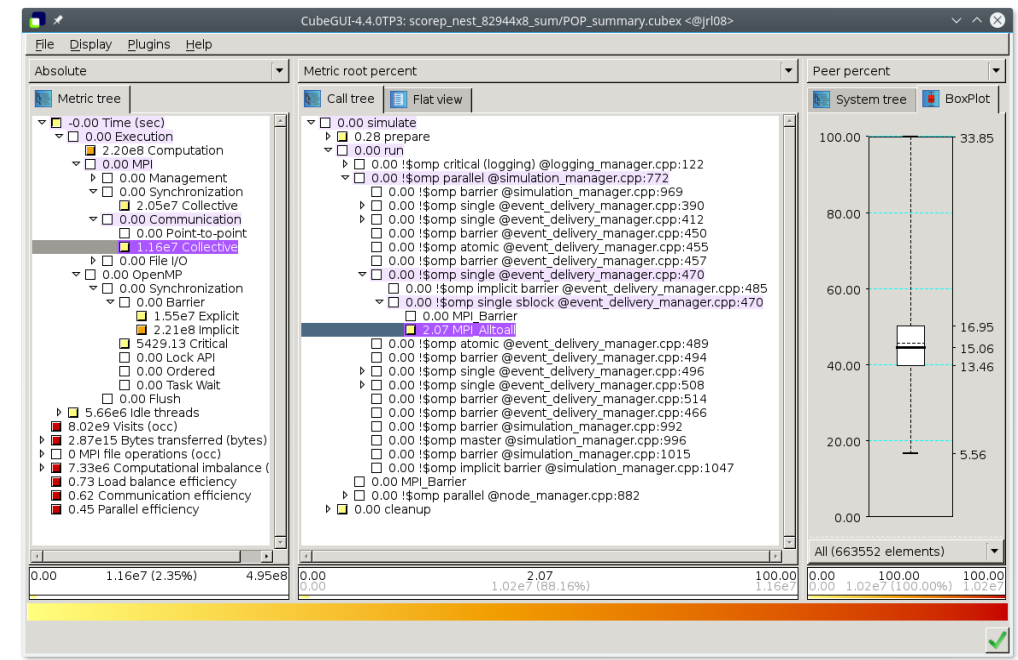 CubeGUI-4.4.0TP3: scorep_nest_82944x8_sum/POP_summary.cubex <@jrl08>
File Display Plugins Help
Absolute
Metric tree
-0.00 Time (sec)
0.00 Execution
2.20e8 Computation
0.00 MPI
0.00 Management
0.00 Synchronization
2.05e7 Collective
0.00 Communication
0.00 Point-to-point
1.16e7 Collective
0.00 File I/O
0.00 OpenMP
0.00 Synchronization
0.00 Barrier
1.55e7 Explicit
2.21e8 Implicit
5429.13 Critical
0.00 Lock API
0.00 Ordered
0.00 Task Wait
0.00 Flush
5.66e6 Idle threads
8.02e9 Visits (occ)
2.87e15 Bytes transferred (bytes)
0 MPI file operations (occ)
7.33e6 Computational imbalance (
0.73 Load balance efficiency
0.62 Communication efficiency
0.45 Parallel efficiency
0.00 1.16e7 (2.35%) 4.95e8
Metric root percent
Call tree Flat view
0.00 simulate
0.28 prepare
0.00 run
0.00 !$omp critical (logging) @logging_manager.cpp:122
0.00 !$omp parallel @simulation_manager.cpp:772
0.00 !$omp barrier @simulation_manager.cpp:969
0.00 !$omp single @event_delivery_manager.cpp:390
0.00 !$omp single @event_delivery_manager.cpp:412
0.00 !$omp barrier @event_delivery_manager.cpp:450
0.00 !$omp atomic @event_delivery_manager.cpp:455
0.00 !$omp barrier @event_delivery_manager.cpp:457
0.00 !$omp single @event_delivery_manager.cpp:470
0.00 !$omp implicit barrier @event_delivery_manager.cpp:485
0.00 !$omp single sblock @event_delivery_manager.cpp:470
0.00 MPI_Barrier
2.07 MPI_Alltoall
0.00 !$omp atomic @event_delivery_manager.cpp:489
0.00 !$omp barrier @event_delivery_manager.cpp:494
0.00 !$omp single @event_delivery_manager.cpp:496
0.00 !$omp single @event_delivery_manager.cpp:508
0.00 !$omp barrier @event_delivery_manager.cpp:514
0.00 !$omp barrier @event_delivery_manager.cpp:466
0.00 !$omp barrier @simulation_manager.cpp:992
0.00 !$omp master @simulation_manager.cpp:996
0.00 !$omp barrier @simulation_manager.cpp:1015
0.00 !$omp implicit barrier @simulation_manager.cpp:1047
0.00 MPI_Barrier
0.00 !$omp parallel @node_manager.cpp:882
0.00 cleanup
0.00 2.07 100.00
0.00 1.02e7 (88.16%) 1.16e7
Peer percent
System tree BoxPlot
100.00 33.85
80.00
60.00
16.95
15.06
40.00 13.46
20.00
5.56
0.00
All (663552 elements)
0.00 100.00 100.00
0.00 1.02e7 (100.00%) 1.02e7